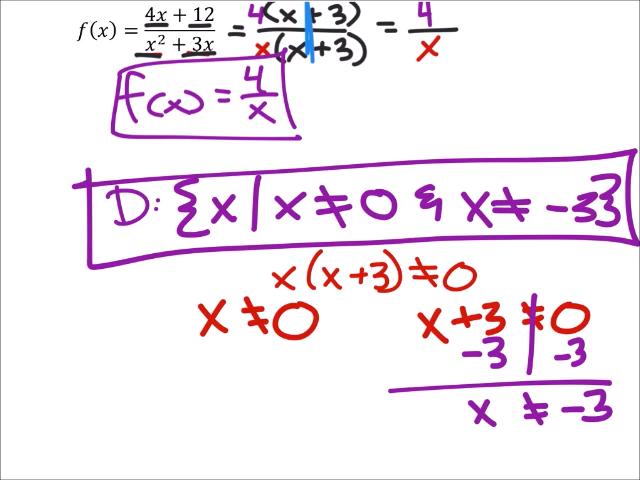 f(x) = (4x + 12)/(x² + 3x) = 4(x+3)/x(x+3) = 4/x
f(x) = 4/x
D: {x | x ≠ 0 & x ≠ -3}
x(x+3) ≠ 0
x ≠ 0 x+3 ≠ 0
-3 | -3
x ≠ -3